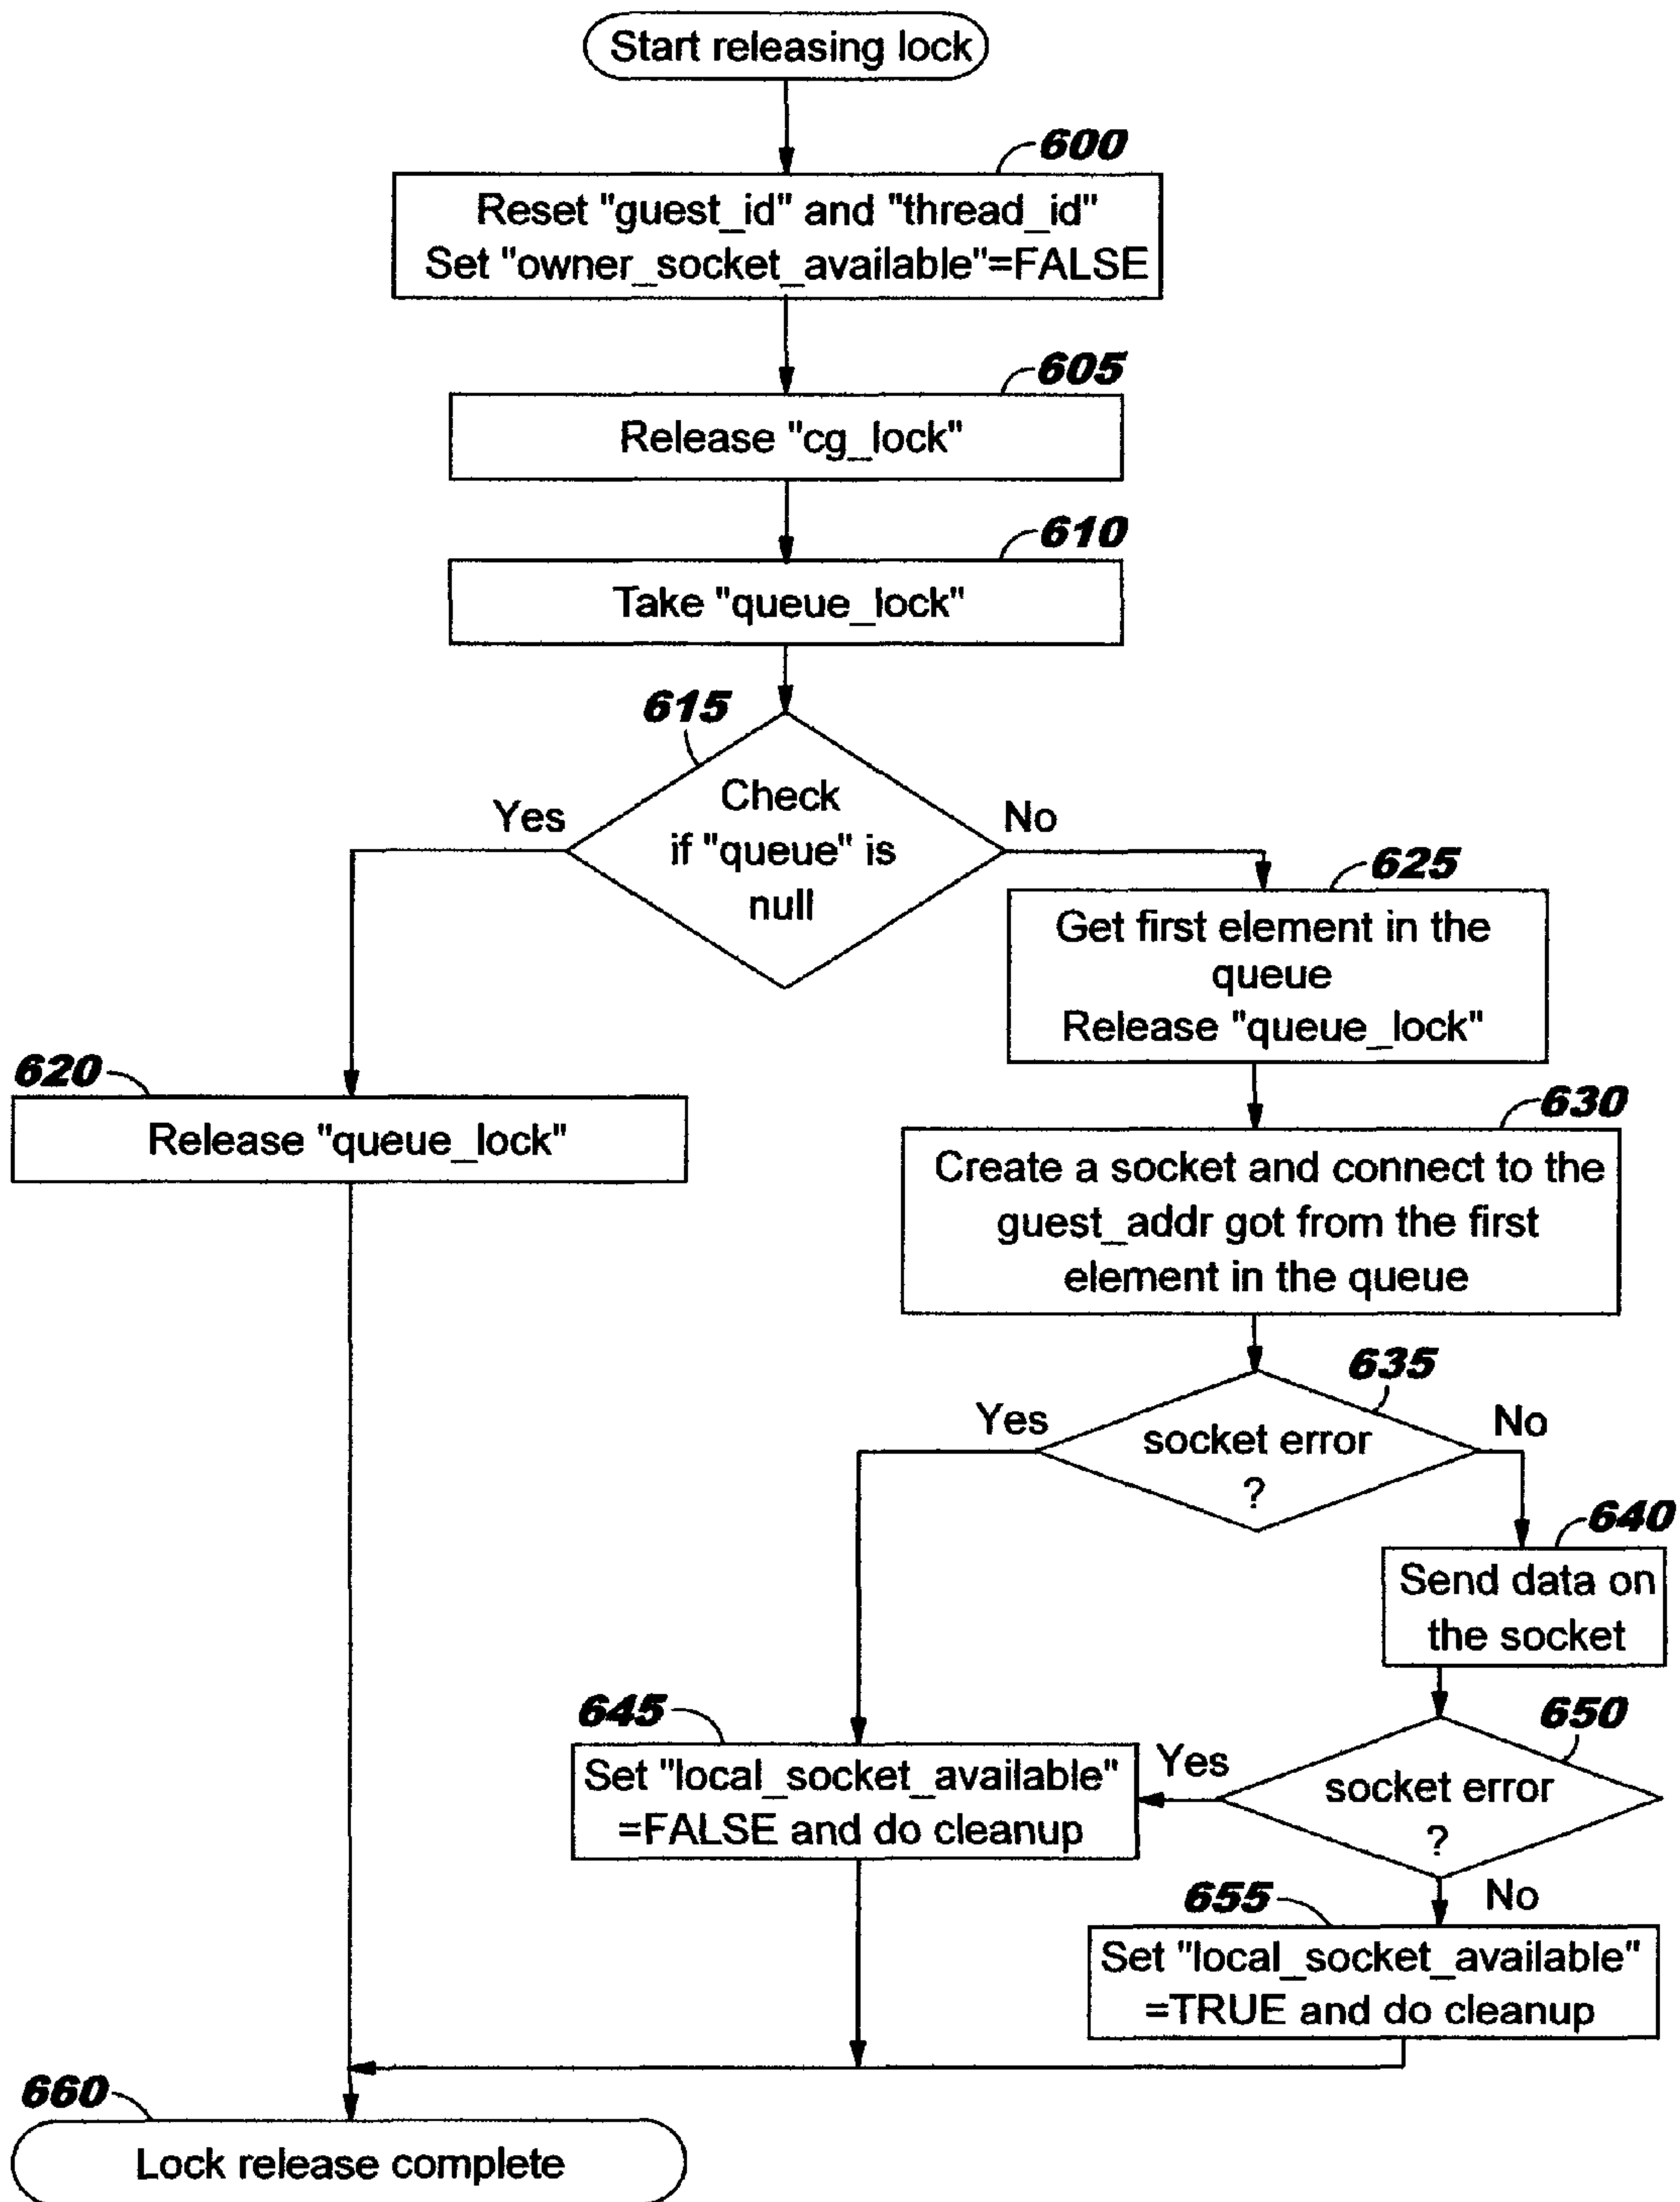 Start releasing lock
600
Reset "guest_id" and "thread_id"
Set "owner_socket_available"=FALSE
605
Release "cg_lock"
610
Take "queue_lock"
615
Check
if "queue" is
null
Yes
No
625
Get first element in the
queue
Release "queue_lock"
620
Release "queue_lock"
630
Create a socket and connect to the
guest_addr got from the first
element in the queue
635
socket error
?
Yes
No
640
Send data on
the socket
645
Set "local_socket_available"
=FALSE and do cleanup
650
Yes
socket error
?
No
655
Set "local_socket_available"
=TRUE and do cleanup
660
Lock release complete